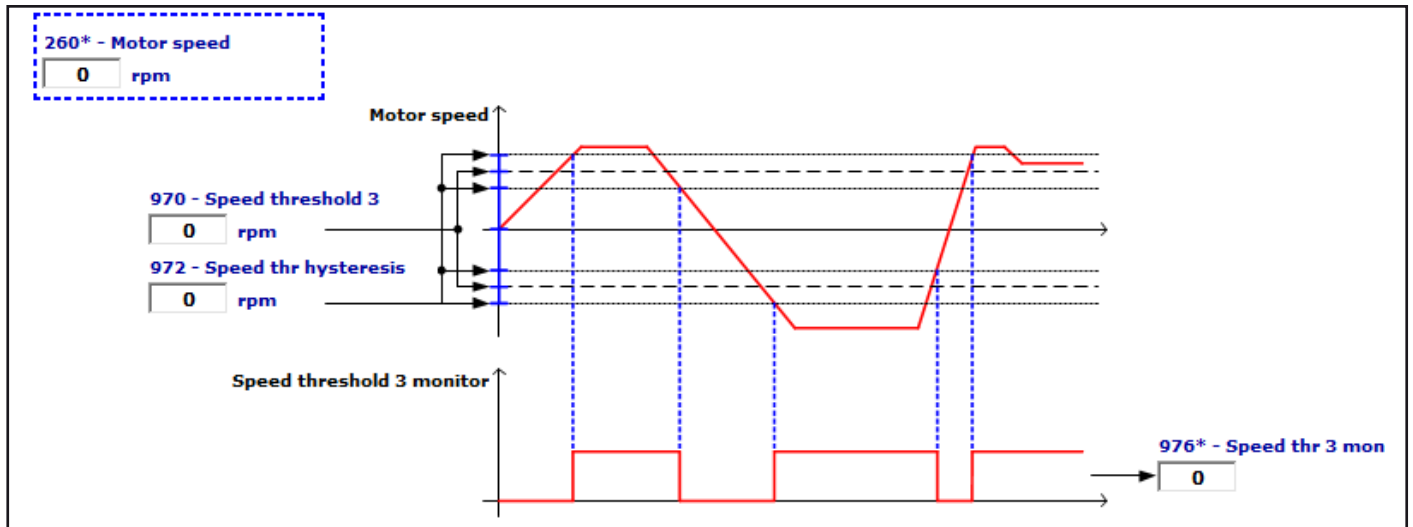 260* - Motor speed
0 rpm
Motor speed
970 - Speed threshold 3
0 rpm
972 - Speed thr hysteresis
0 rpm
Speed threshold 3 monitor
976* - Speed thr 3 mon
0